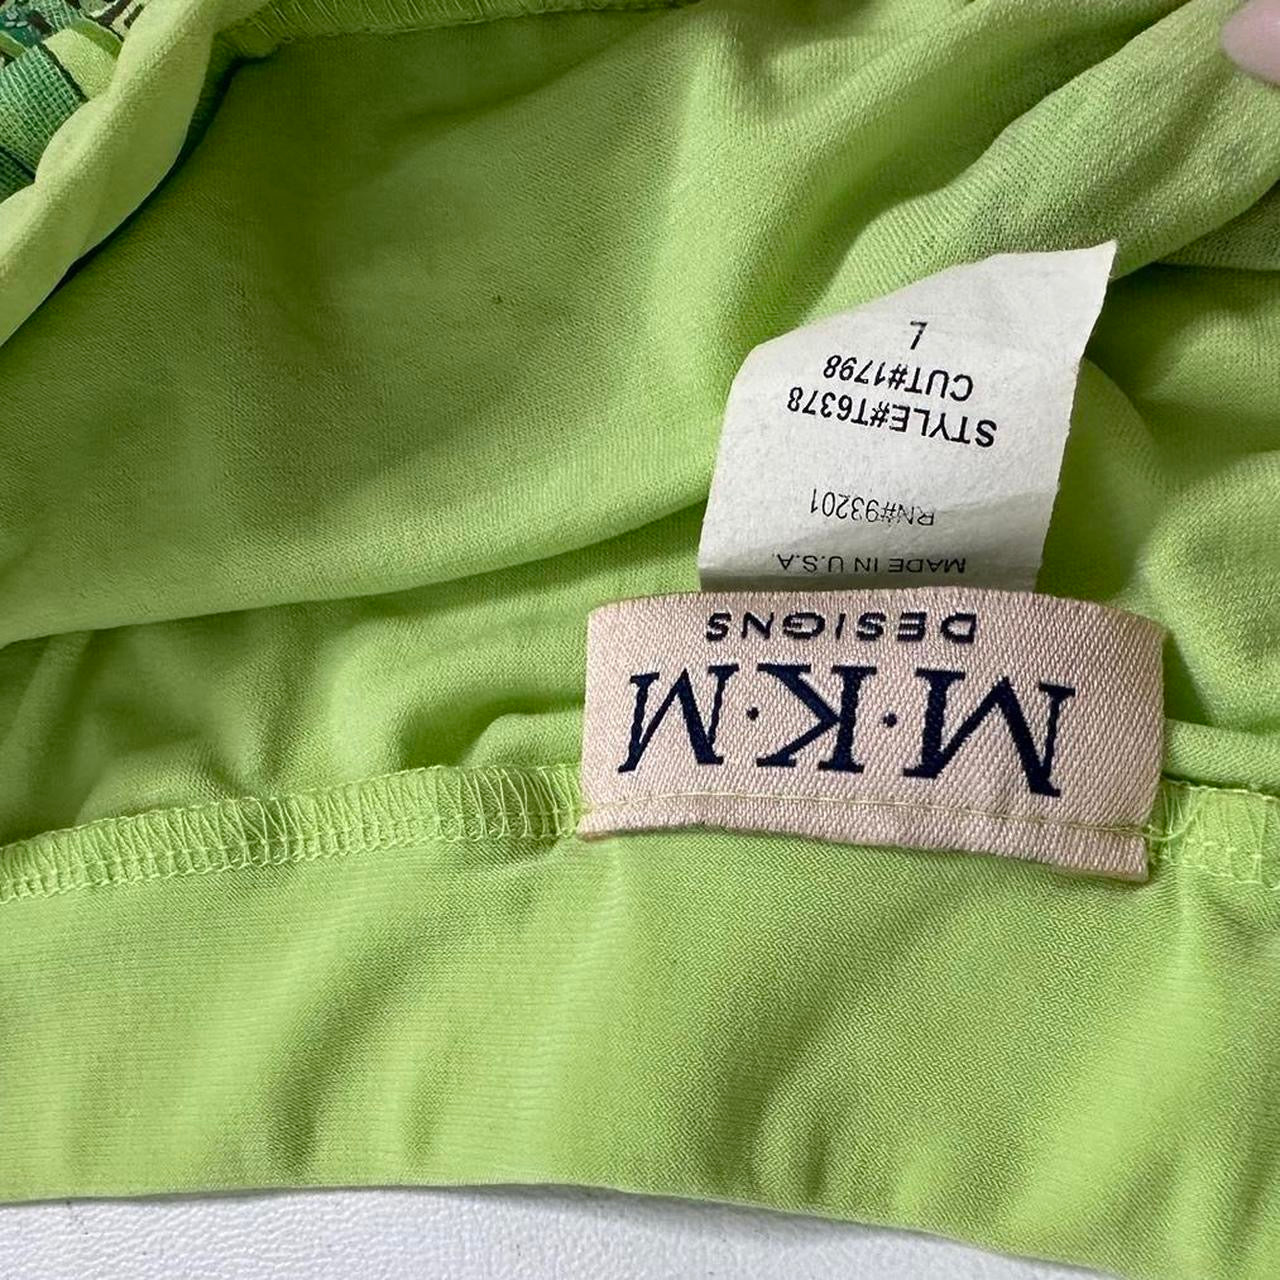 M·K·M
DESIGNS
MADE IN U.S.A.
RN#93201
STYLE#T6378
CUT#1798
L